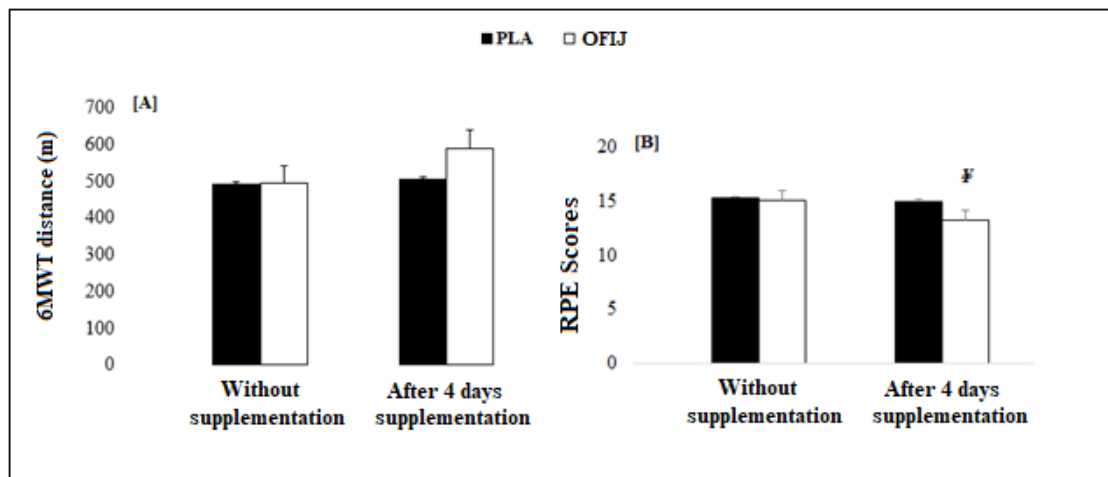 PLA OFIJ
[A]
6MWT distance (m)
700
600
500
400
300
200
100
0
Without
supplementation
After 4 days
supplementation
[B]
RPE Scores
20
15
10
5
0
¥
Without
supplementation
After 4 days
supplementation